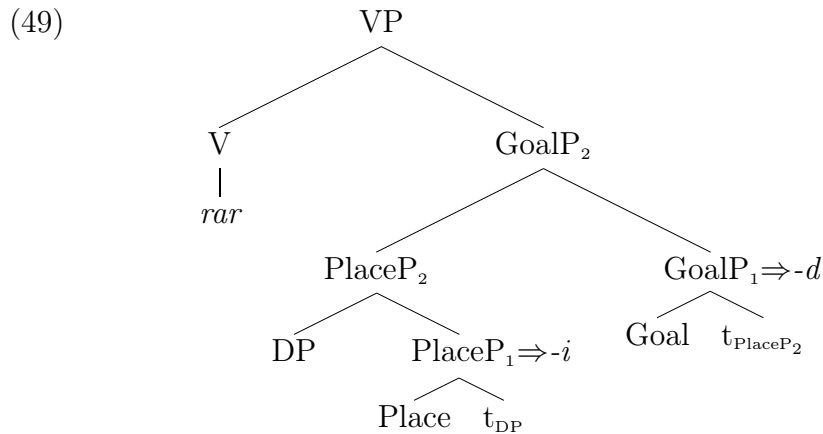 (49) VP
V GoalP₂
rar
PlaceP₂ GoalP₁⇒-d
DP PlaceP₁⇒-i Goal t_PlaceP₂
Place t_DP